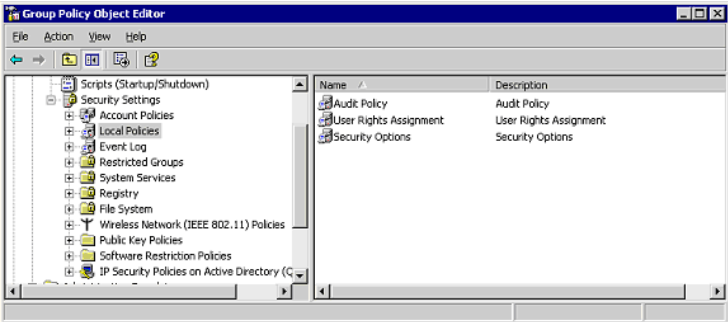 Group Policy Object Editor
File Action View Help
Scripts (Startup/Shutdown)
Security Settings
Account Policies
Local Policies
Event Log
Restricted Groups
System Services
Registry
File System
Wireless Network (IEEE 802.11) Policies
Public Key Policies
Software Restriction Policies
IP Security Policies on Active Directory (
Name Description
Audit Policy Audit Policy
User Rights Assignment User Rights Assignment
Security Options Security Options